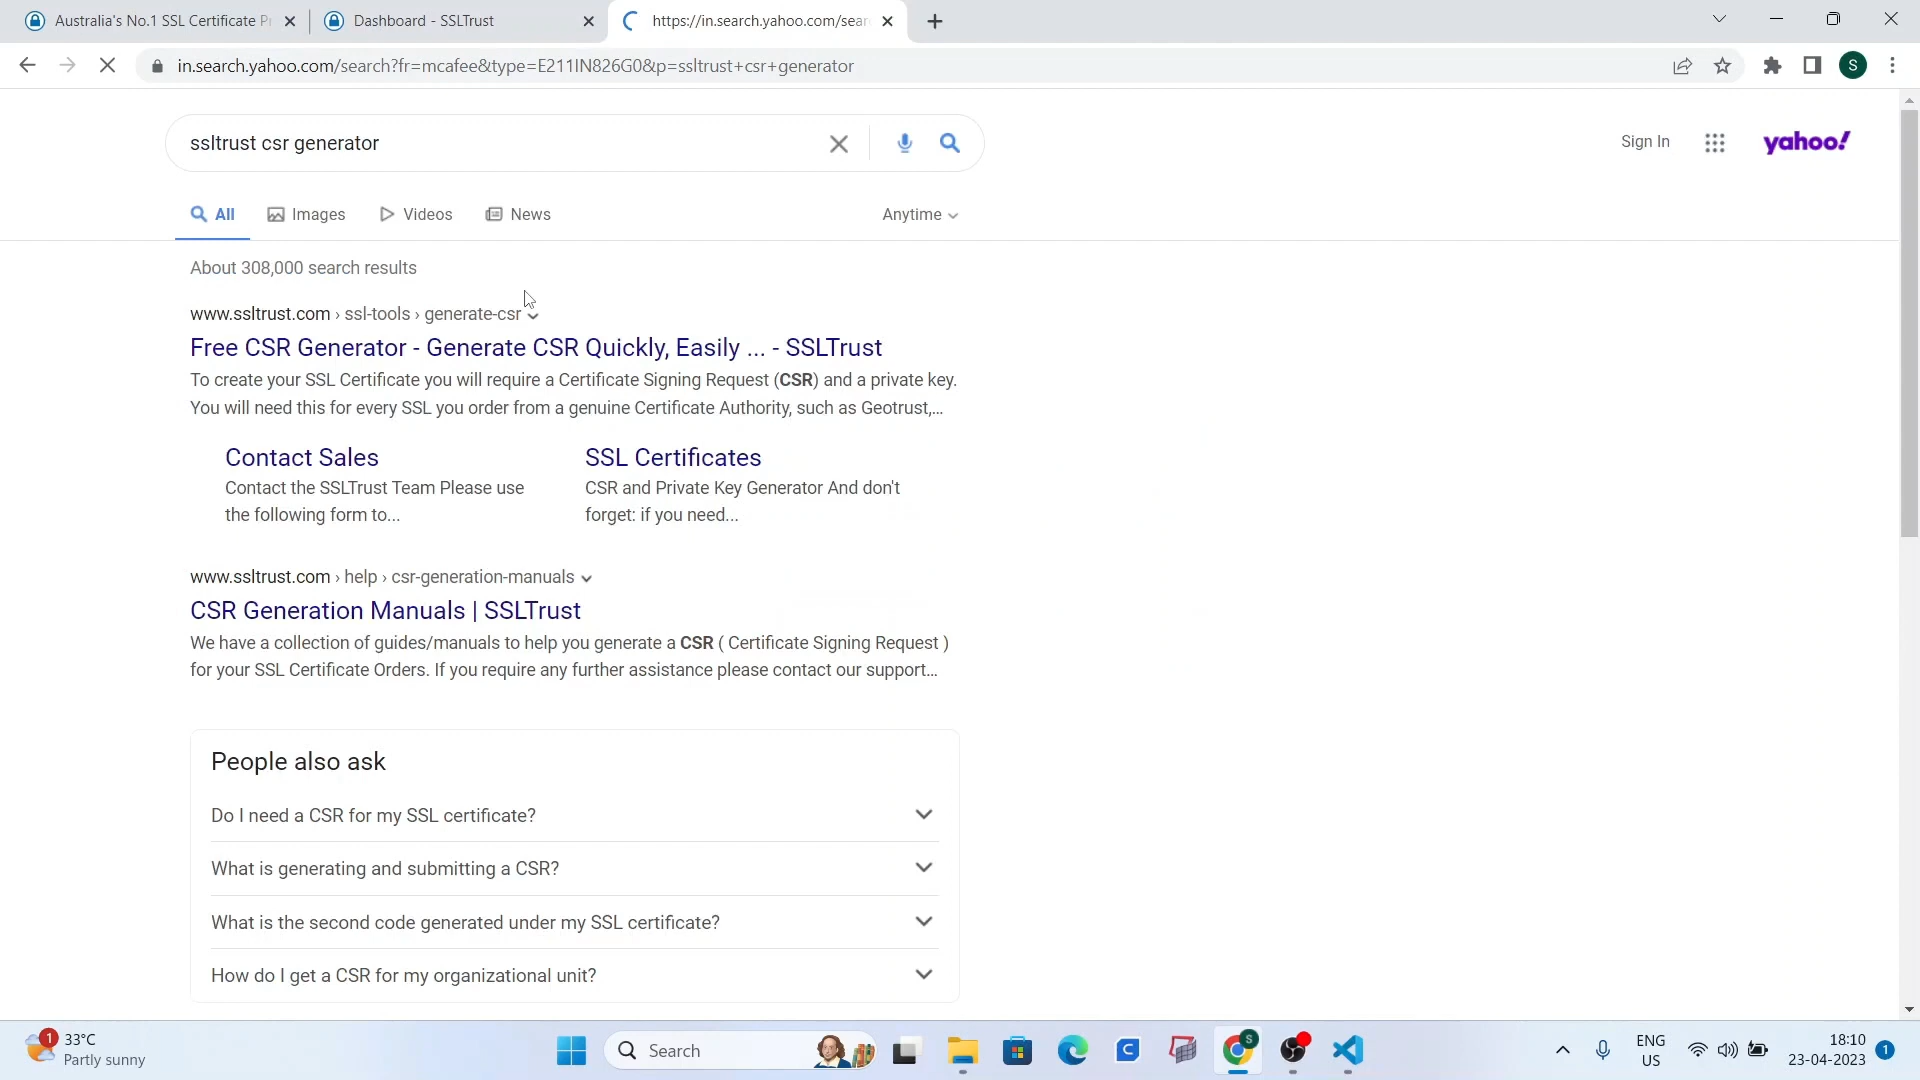 Australia's No.1 SSL Certificate Pr
Dashboard - SSLTrust
https://in.search.yahoo.com/sear
in.search.yahoo.com/search?fr=mcafee&type=E211IN826G0&p=ssltrust+csr+generator
S
ssltrust csr generator
Sign In
yahoo!
All
Images
Videos
News
Anytime
About 308,000 search results
www.ssltrust.com › ssl-tools › generate-csr
Free CSR Generator - Generate CSR Quickly, Easily ... - SSLTrust
To create your SSL Certificate you will require a Certificate Signing Request (CSR) and a private key.
You will need this for every SSL you order from a genuine Certificate Authority, such as Geotrust,...
Contact Sales
Contact the SSLTrust Team Please use
the following form to...
SSL Certificates
CSR and Private Key Generator And don't
forget: if you need...
www.ssltrust.com › help › csr-generation-manuals
CSR Generation Manuals | SSLTrust
We have a collection of guides/manuals to help you generate a CSR ( Certificate Signing Request )
for your SSL Certificate Orders. If you require any further assistance please contact our support...
People also ask
Do I need a CSR for my SSL certificate?
What is generating and submitting a CSR?
What is the second code generated under my SSL certificate?
How do I get a CSR for my organizational unit?
1
33°C
Partly sunny
Search
S
ENG
US
18:10
23-04-2023
1